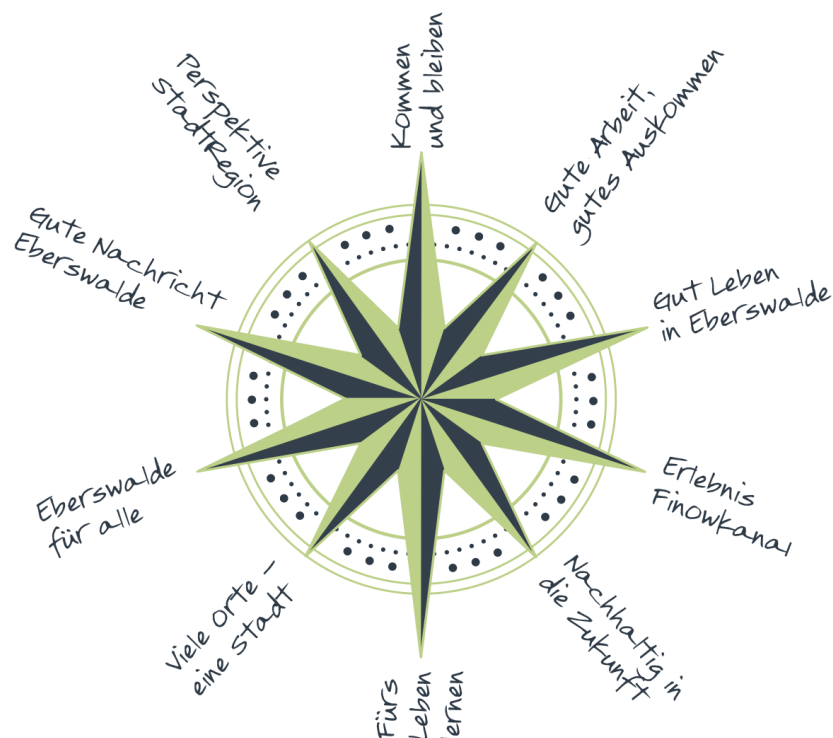 Kommen
und bleiben
Gute Arbeit,
gutes Auskommen
Gut Leben
in Eberswalde
Erlebnis
Finowkanal
Nachhaltig in
die Zukunft
Fürs
Leben
lernen
Viele Orte –
eine Stadt
Eberswalde
für alle
Gute Nachricht
Eberswalde
Perspektive
StadtRegion